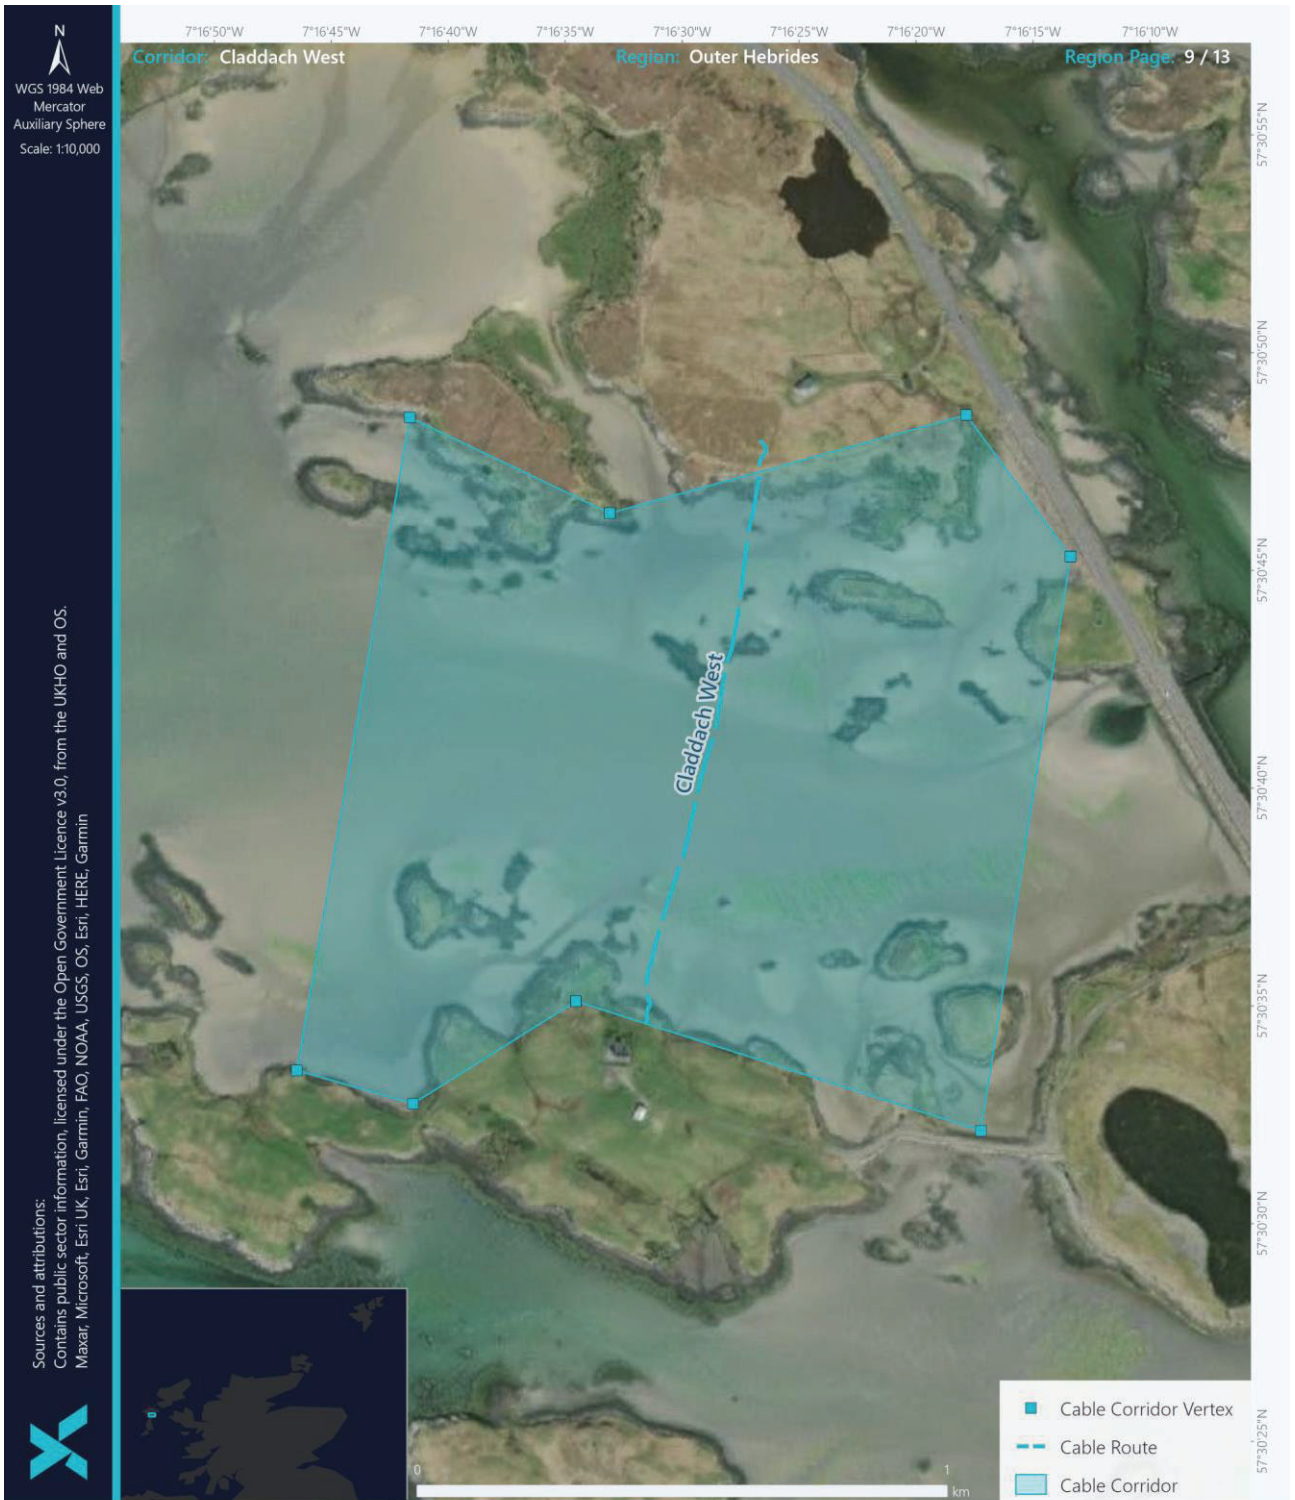 N
WGS 1984 Web
Mercator
Auxiliary Sphere
Scale: 1:10,000
7°16'50"W 7°16'45"W 7°16'40"W 7°16'35"W 7°16'30"W 7°16'25"W 7°16'20"W 7°16'15"W 7°16'10"W
Corridor: Claddach West Region: Outer Hebrides Region Page: 9 / 13
57°30'55"N
57°30'50"N
57°30'45"N
57°30'40"N
57°30'35"N
57°30'30"N
57°30'25"N
Claddach West
Sources and attributions:
Contains public sector information, licensed under the Open Government Licence v3.0, from the UKHO and OS.
Maxar, Microsoft, Esri UK, Esri, Garmin, FAO, NOAA, USGS, OS, Esri, HERE, Garmin
0 1
km
Cable Corridor Vertex
Cable Route
Cable Corridor